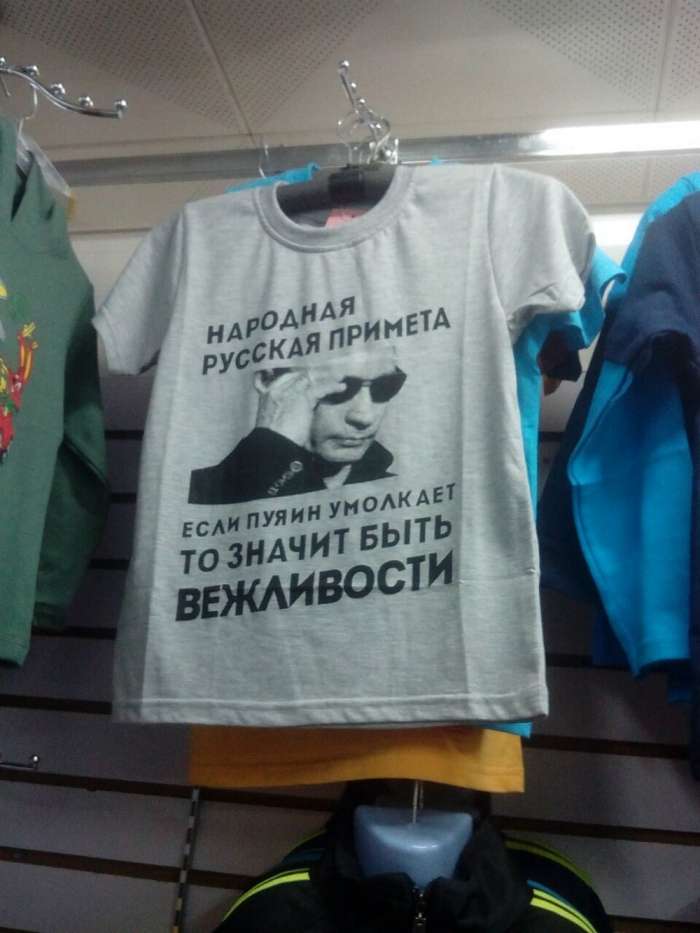 НАРОДНАЯ
РУССКАЯ ПРИМЕТА
ЕСЛИ ПУЯИН УМОЛКАЕТ
ТО ЗНАЧИТ БЫТЬ
ВЕЖЛИВОСТИ